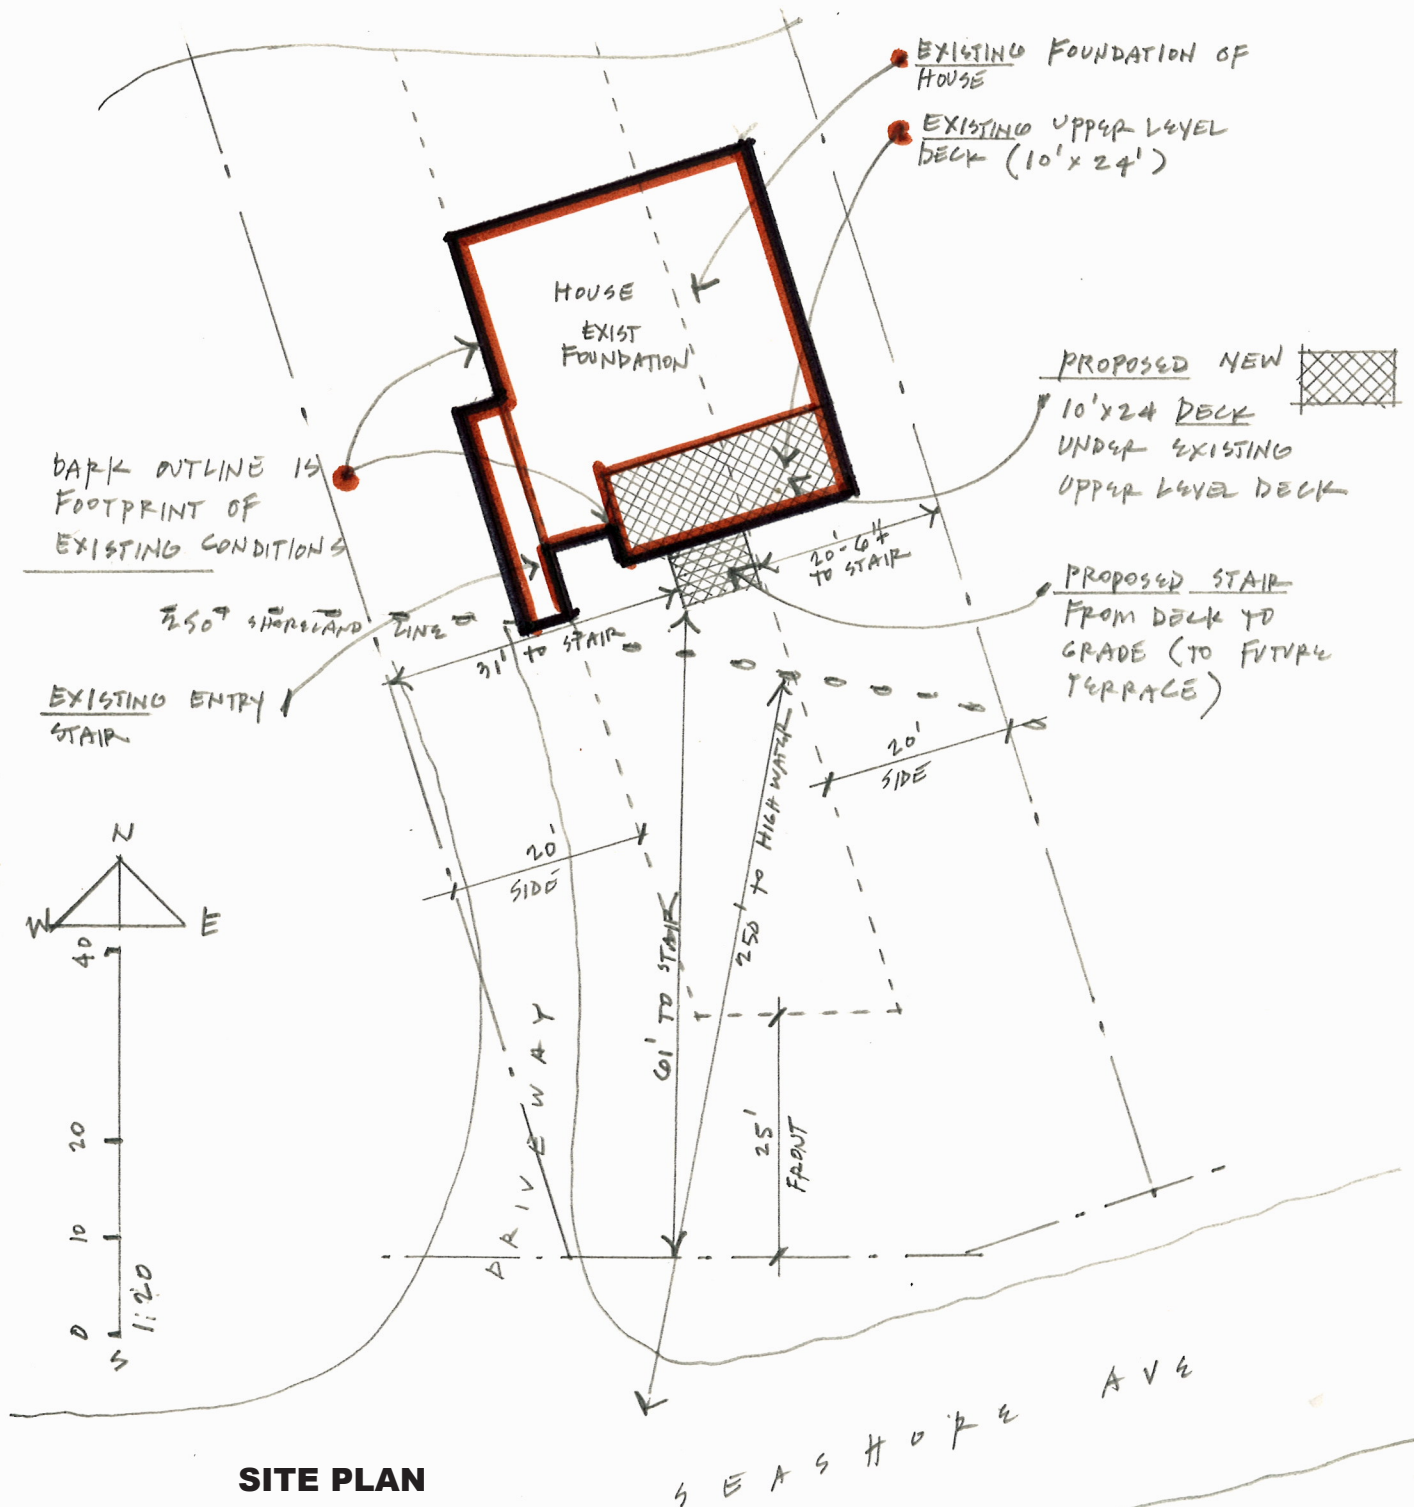 EXISTING FOUNDATION OF
HOUSE
EXISTING UPPER LEVEL
DECK (10'x24')
HOUSE
EXIST
FOUNDATION
PROPOSED NEW
10'x24 DECK
UNDER EXISTING
UPPER LEVEL DECK
DARK OUTLINE IS
FOOTPRINT OF
EXISTING CONDITIONS
20'-6"±
TO STAIR
PROPOSED STAIR
FROM DECK TO
GRADE (TO FUTURE
TERRACE)
250' SHORELAND LINE
31' TO STAIR
EXISTING ENTRY
STAIR
20'
SIDE
20'
SIDE
N
W E
40
20
10
0
S
1:20
61' TO STAIR
250' TO HIGH WATER
DRIVEWAY
25'
FRONT
SEASHORE AVE
SITE PLAN